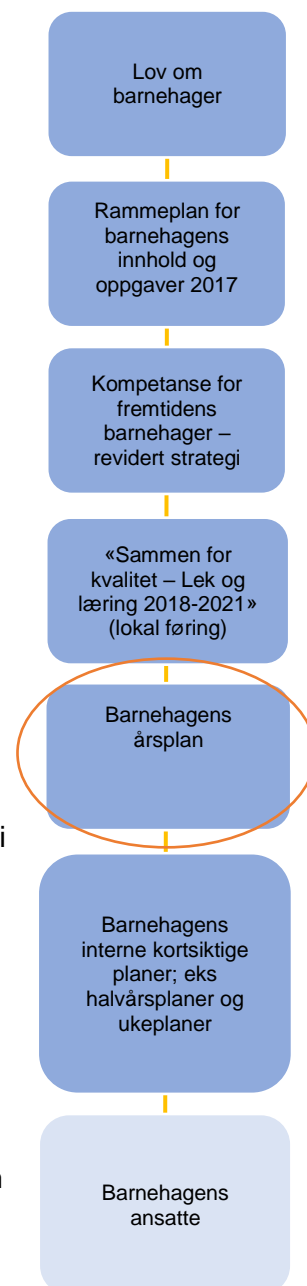 Lov om
barnehager
Rammeplan for
barnehagens
innhold og
oppgaver 2017
Kompetanse for
fremtidens
barnehager –
revidert strategi
«Sammen for
kvalitet – Lek og
læring 2018-2021»
(lokal føring)
Barnehagens
årsplan
i
Barnehagens
interne kortsiktige
planer; eks
halvårsplaner og
ukeplaner
Barnehagens
ansatte